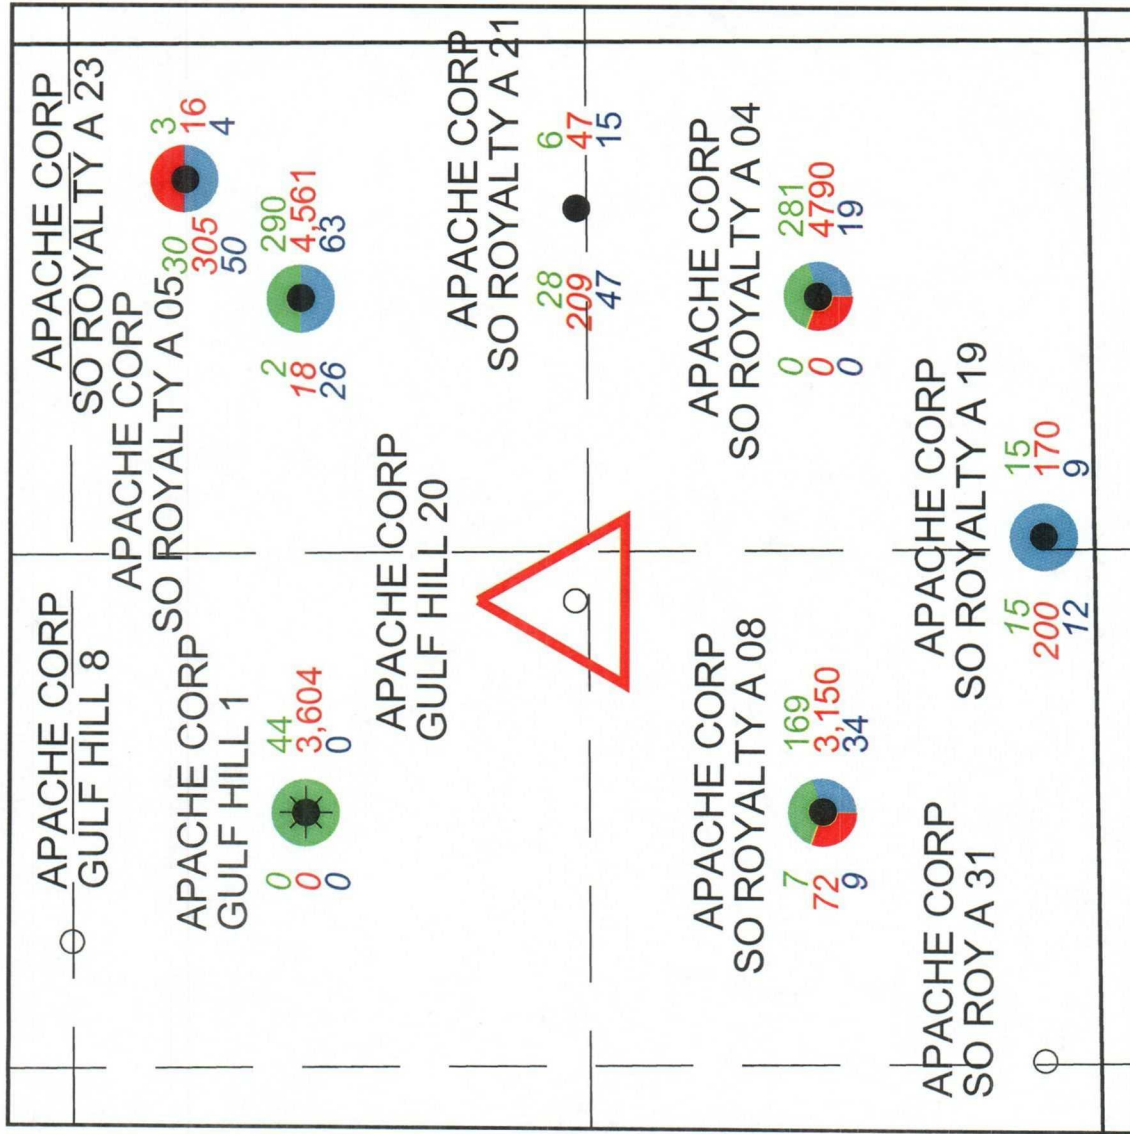 APACHE CORP
SO ROYALTY A 23
30
305
50
3
16
4
APACHE CORP
SO ROYALTY A 05
2
18
26
290
4,561
63
APACHE CORP
GULF HILL 8
APACHE CORP
GULF HILL 1
0
0
0
44
3,604
0
APACHE CORP
GULF HILL 20
APACHE CORP
SO ROYALTY A 21
28
209
47
6
47
15
APACHE CORP
SO ROYALTY A 04
0
0
0
281
4790
19
APACHE CORP
SO ROYALTY A 08
7
72
9
169
3,150
34
APACHE CORP
SO ROYALTY A 19
15
200
12
15
170
9
APACHE CORP
SO ROY A 31